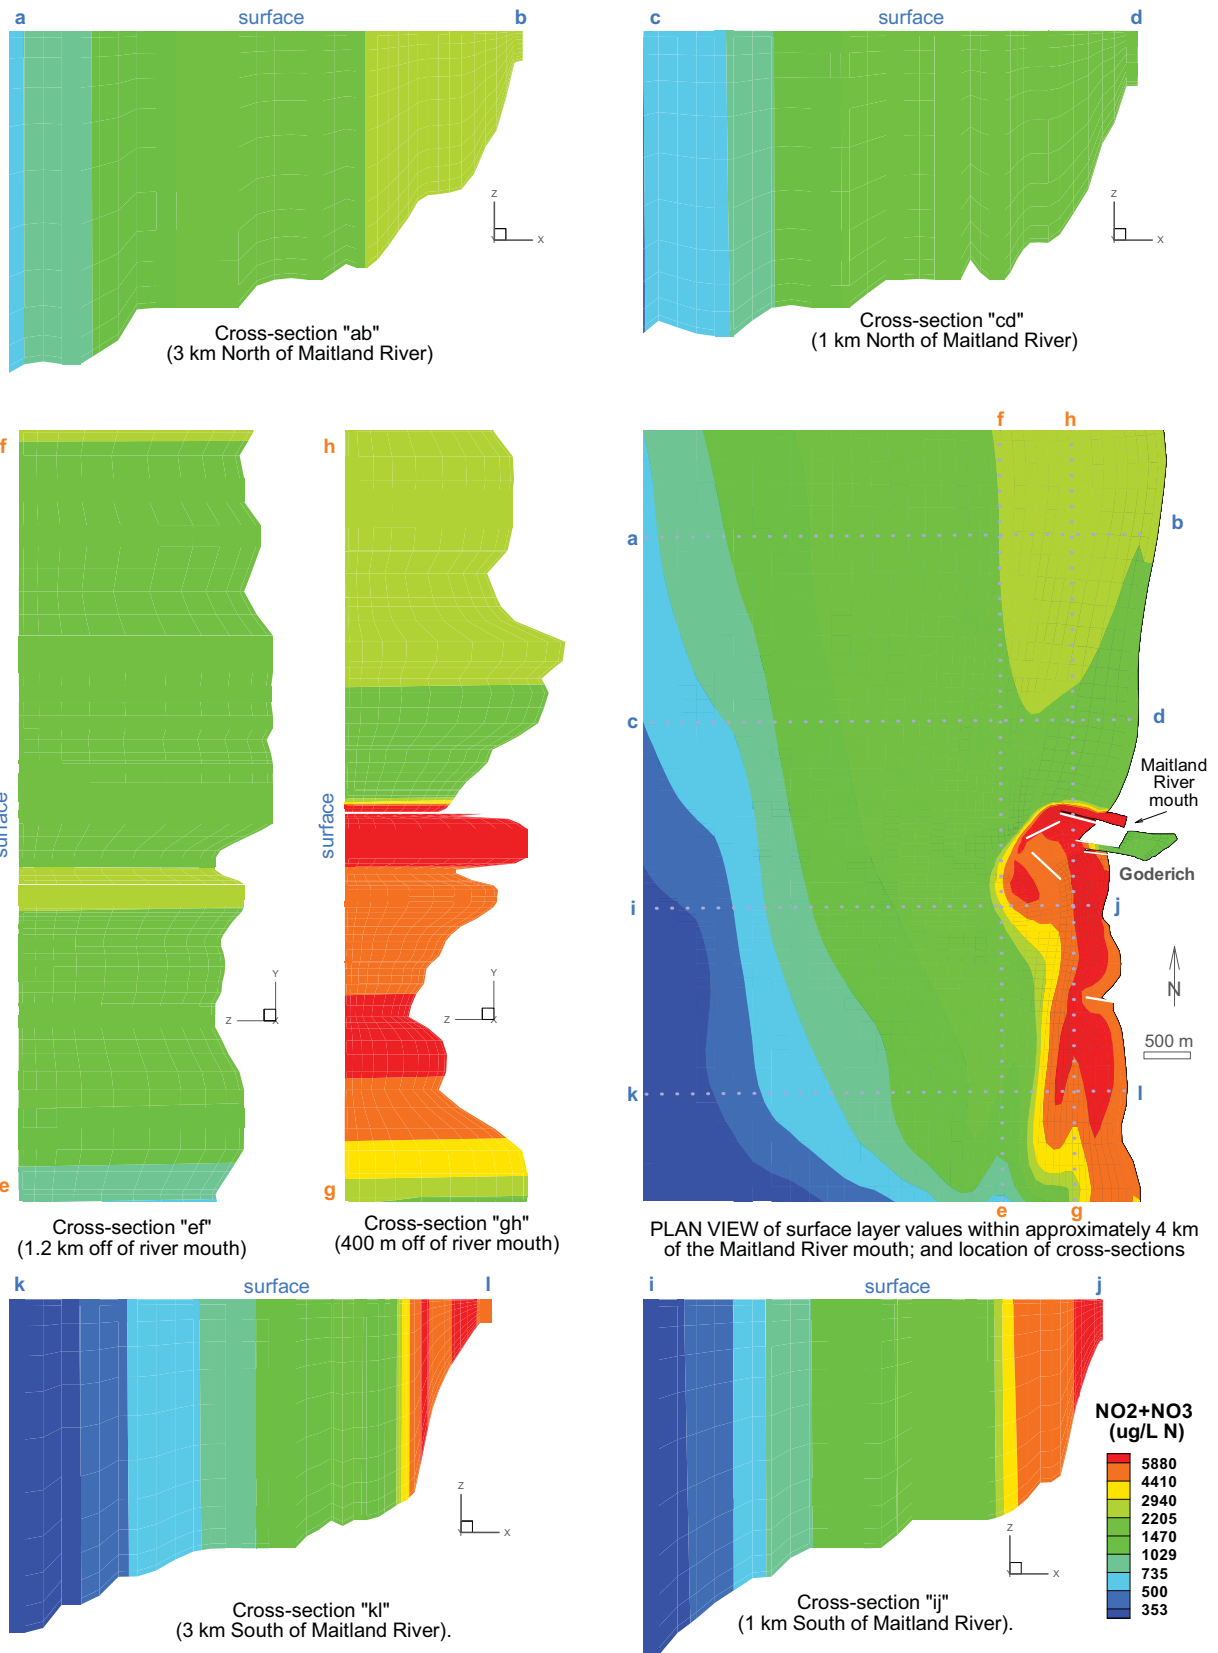 a surface b
c surface d
Z
X
Y
Z
X
Y
Cross-section "ab"
(3 km North of Maitland River)
Cross-section "cd"
(1 km North of Maitland River)
f
surface
e
Y
Z
X
Cross-section "ef"
(1.2 km off of river mouth)
h
surface
g
Y
Z
X
Cross-section "gh"
(400 m off of river mouth)
f h
a
b
c
d
Maitland
River
mouth
Goderich
i
j
N
500 m
k
l
e g
PLAN VIEW of surface layer values within approximately 4 km
of the Maitland River mouth; and location of cross-sections
k surface l
Z
X
Y
Cross-section "kl"
(3 km South of Maitland River).
i surface j
Z
X
Y
Cross-section "ij"
(1 km South of Maitland River).
NO2+NO3
(ug/L N)
5880
4410
2940
2205
1470
1029
735
500
353